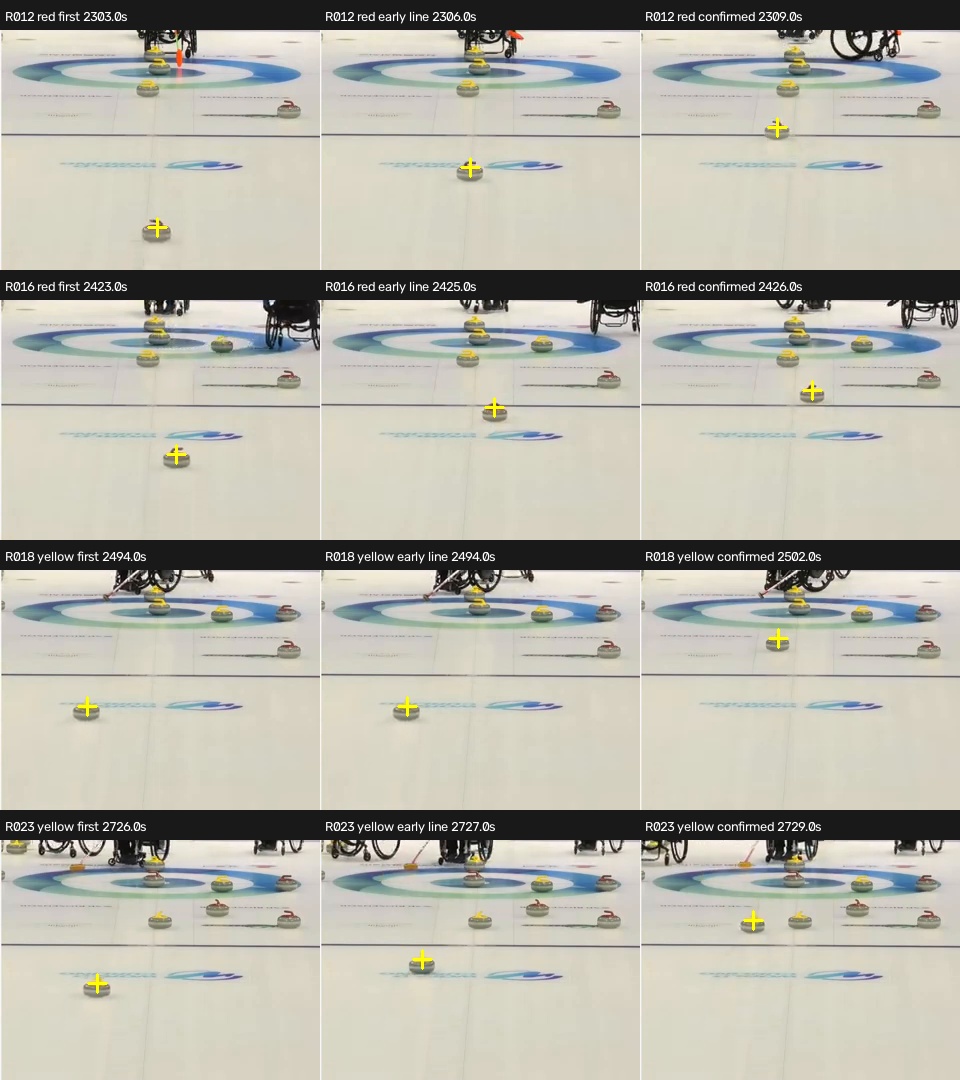 R012 red first 2303.0s
R012 red early line 2306.0s
R012 red confirmed 2309.0s
R016 red first 2423.0s
R016 red early line 2425.0s
R016 red confirmed 2426.0s
R018 yellow first 2494.0s
R018 yellow early line 2494.0s
R018 yellow confirmed 2502.0s
R023 yellow first 2726.0s
R023 yellow early line 2727.0s
R023 yellow confirmed 2729.0s